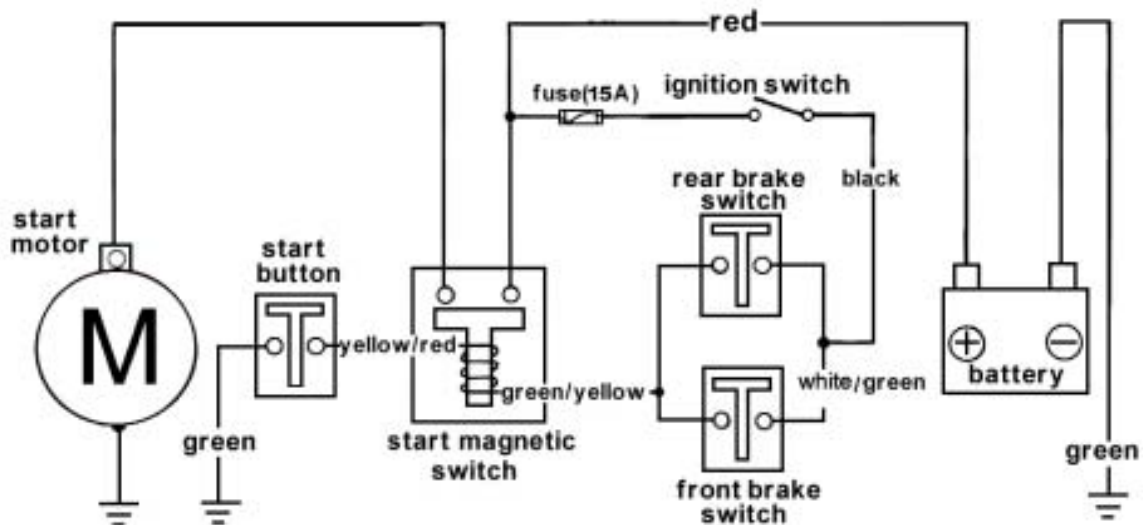 red
fuse(15A)
ignition switch
black
rear brake
switch
start
motor
start
button
M
yellow/red
green/yellow
white/green
+
−
battery
green
start magnetic
switch
front brake
switch
green